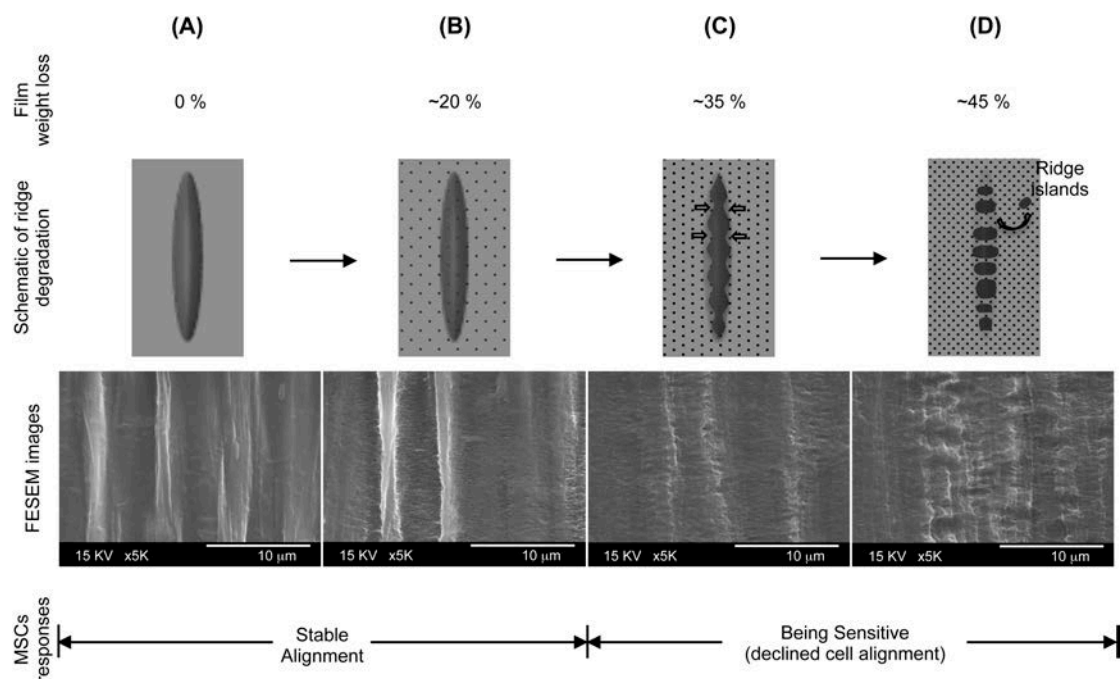 (A) (B) (C) (D)
Film
weight loss
0 % ~20 % ~35 % ~45 %
Schematic of ridge
degradation
Ridge
islands
FESEM images
15 KV x5K 10 μm
15 KV x5K 10 μm
15 KV x5K 10 μm
15 KV x5K 10 μm
MSCs
responses
Stable
Alignment
Being Sensitive
(declined cell alignment)